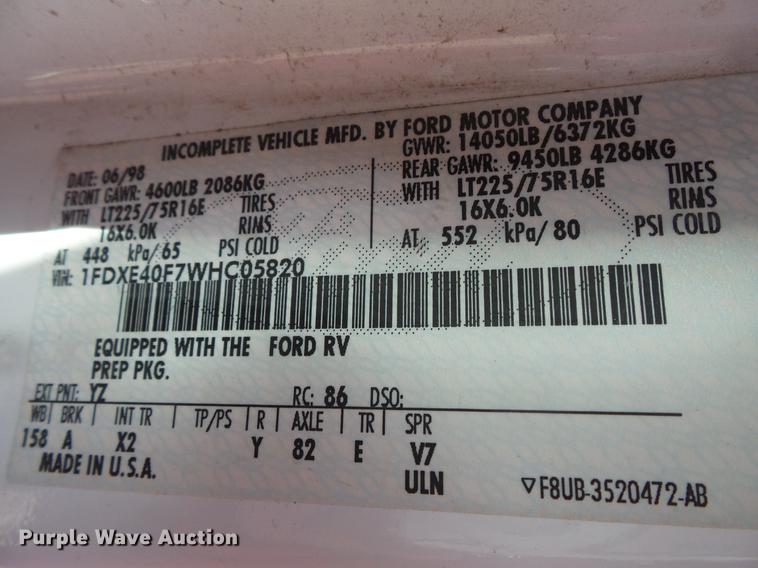 INCOMPLETE VEHICLE MFD. BY FORD MOTOR COMPANY
DATE: 06/98
GVWR: 14050LB/6372KG
FRONT GAWR: 4600LB 2086KG
REAR GAWR: 9450LB 4286KG
WITH LT225/75R16E TIRES
WITH LT225/75R16E TIRES
16X6.0K RIMS
16X6.0K RIMS
AT 448 kPa/65 PSI COLD
AT 552 kPa/80 PSI COLD
VIN: 1FDXE40F7WHC05820
EQUIPPED WITH THE FORD RV
PREP PKG.
EXT PNT: YZ RC: 86 DSO:
WB BRK INT TR TP/PS R AXLE TR SPR
158 A X2 Y 82 E V7
MADE IN U.S.A. ULN
F8UB-3520472-AB
Purple Wave Auction